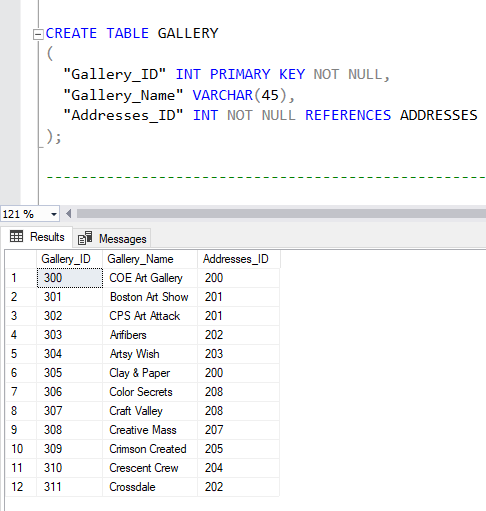 CREATE TABLE GALLERY
(
"Gallery_ID" INT PRIMARY KEY NOT NULL,
"Gallery_Name" VARCHAR(45),
"Addresses_ID" INT NOT NULL REFERENCES ADDRESSES
);
--------------------------------------------------
121 %
Results Messages
Gallery_ID Gallery_Name Addresses_ID
1 300 COE Art Gallery 200
2 301 Boston Art Show 201
3 302 CPS Art Attack 201
4 303 Arifibers 202
5 304 Artsy Wish 203
6 305 Clay & Paper 200
7 306 Color Secrets 208
8 307 Craft Valley 208
9 308 Creative Mass 207
10 309 Crimson Created 205
11 310 Crescent Crew 204
12 311 Crossdale 202